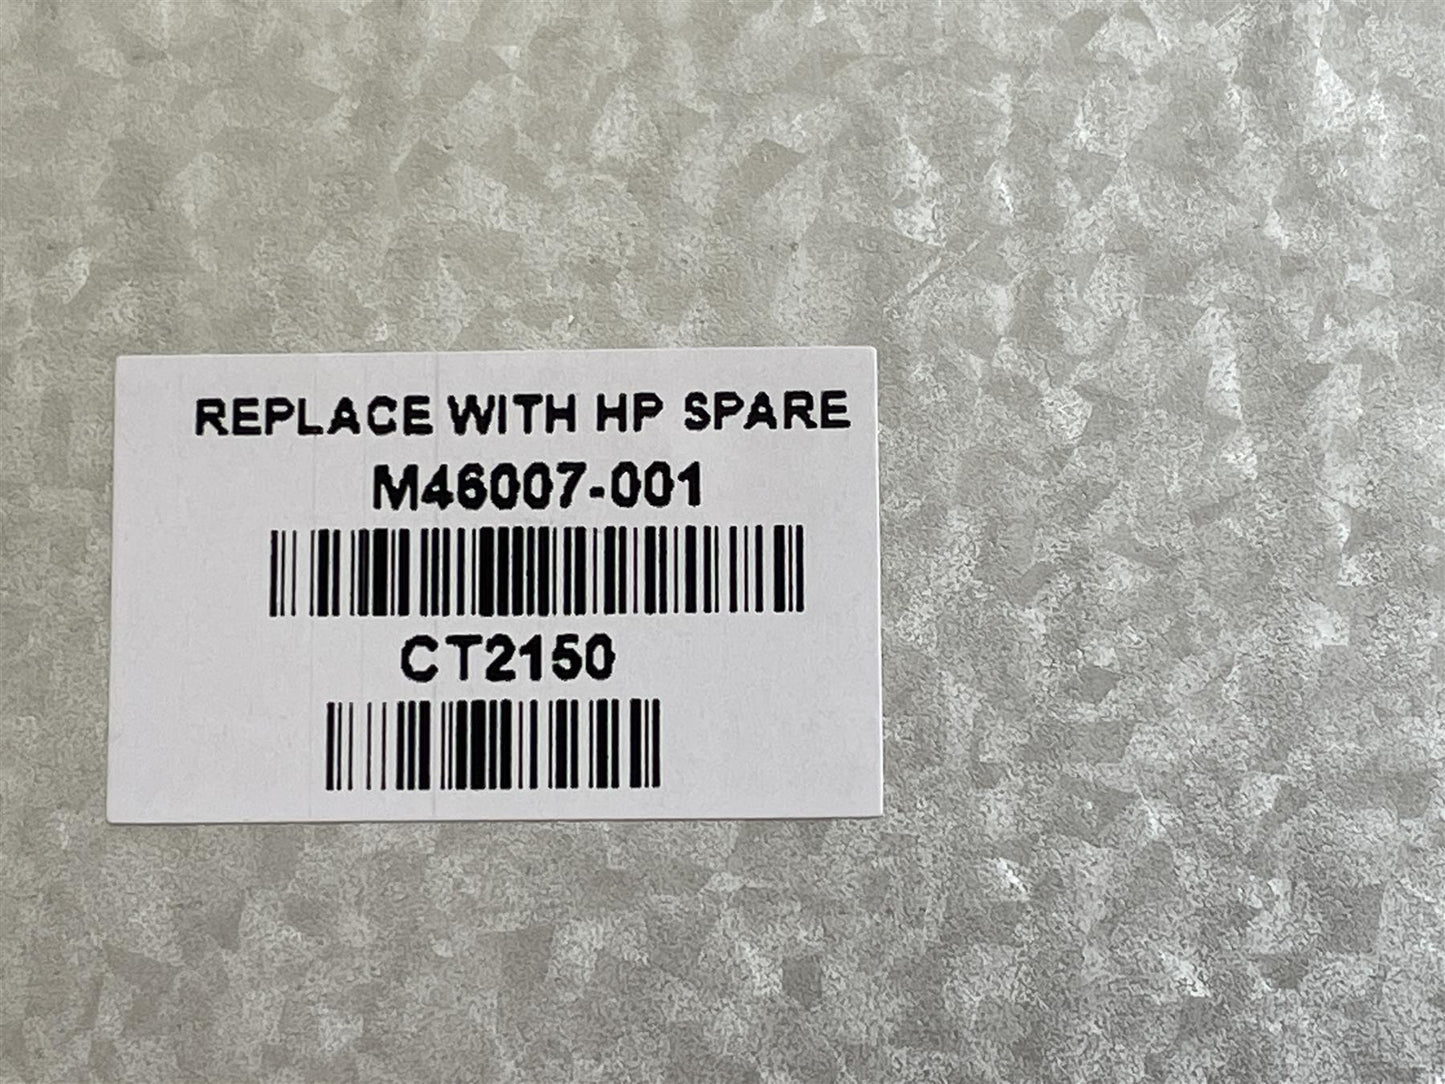 REPLACE WITH HP SPARE
M46007-001
CT2150